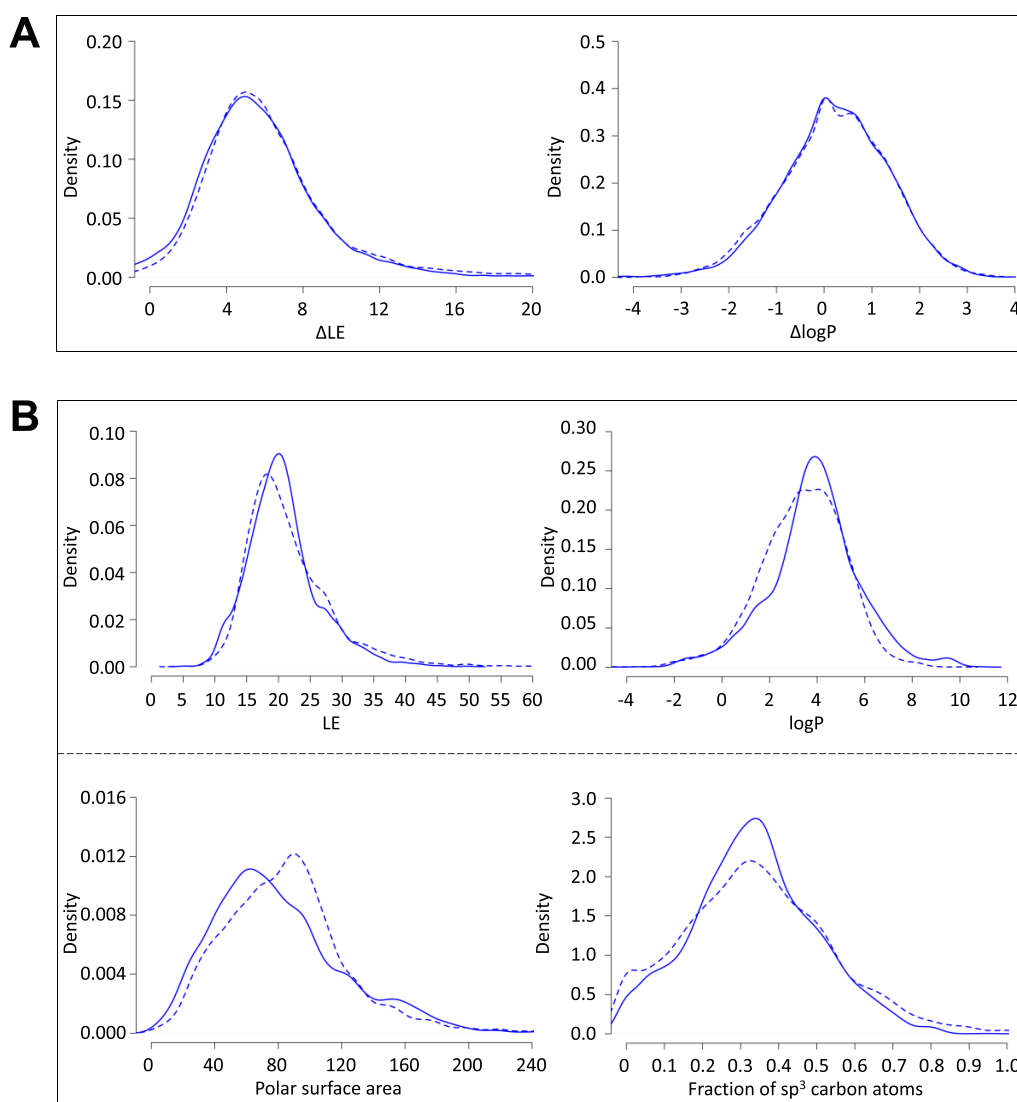 A
0.20
0.15
0.10
0.05
0.00
Density
0 4 8 12 16 20
ΔLE
0.5
0.4
0.3
0.2
0.1
0.0
Density
-4 -3 -2 -1 0 1 2 3 4
ΔlogP
B
0.10
0.08
0.06
0.04
0.02
0.00
Density
0 5 10 15 20 25 30 35 40 45 50 55 60
LE
0.30
0.25
0.20
0.15
0.10
0.05
0.00
Density
-4 -2 0 2 4 6 8 10 12
logP
0.016
0.012
0.008
0.004
0.000
Density
0 40 80 120 160 200 240
Polar surface area
3.0
2.5
2.0
1.5
1.0
0.5
0.0
Density
0 0.1 0.2 0.3 0.4 0.5 0.6 0.7 0.8 0.9 1.0
Fraction of sp³ carbon atoms